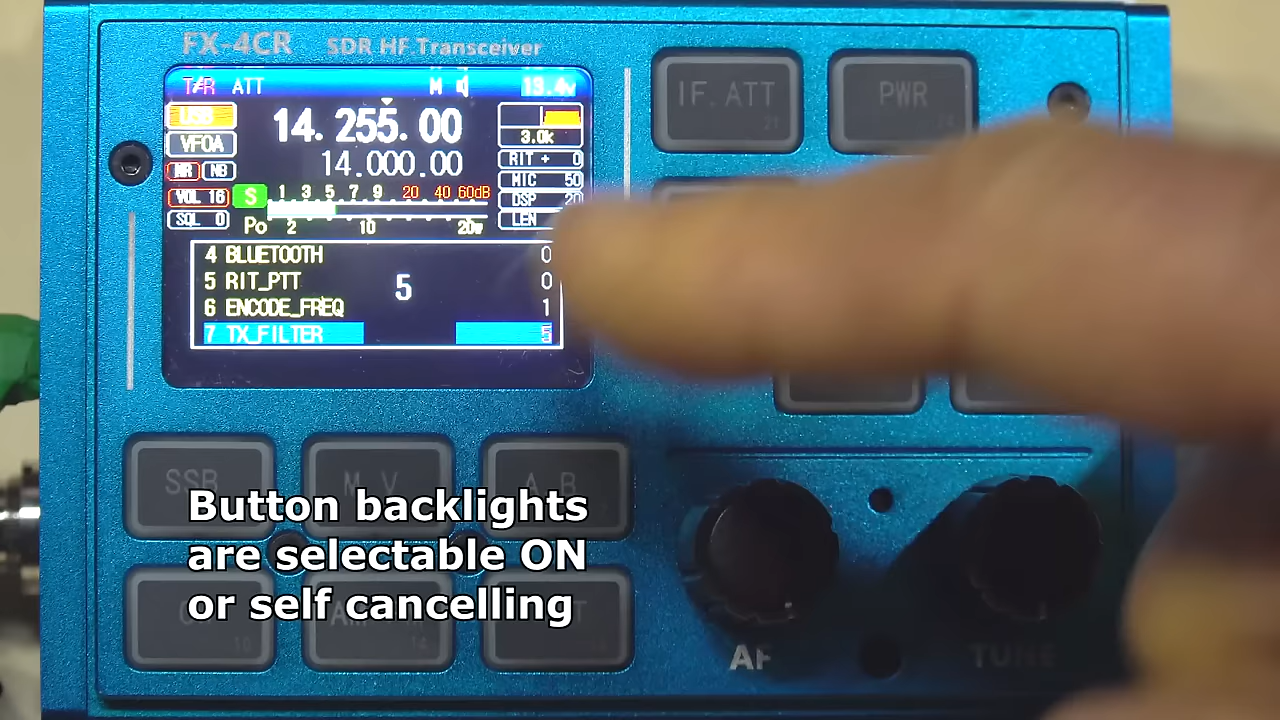 FX-4CR SDR HF Transceiver
T/R ATT M 13.4v
USB 14.255.00
VFOA 14.000.00 3.0k
NR NB RIT + 0
VOL 16 S 1 3 5 7 9 20 40 60dB MIC 50
SQL 0 Po 2 10 20w DSP 20
LEN
4 BLUETOOTH 0
5 RIT_PTT 0
6 ENCODE_FREQ 1
7 TX_FILTER 5
5
IF.ATT 21
PWR
SSB M.V A.B
Button backlights
are selectable ON
or self cancelling
AF TUNE